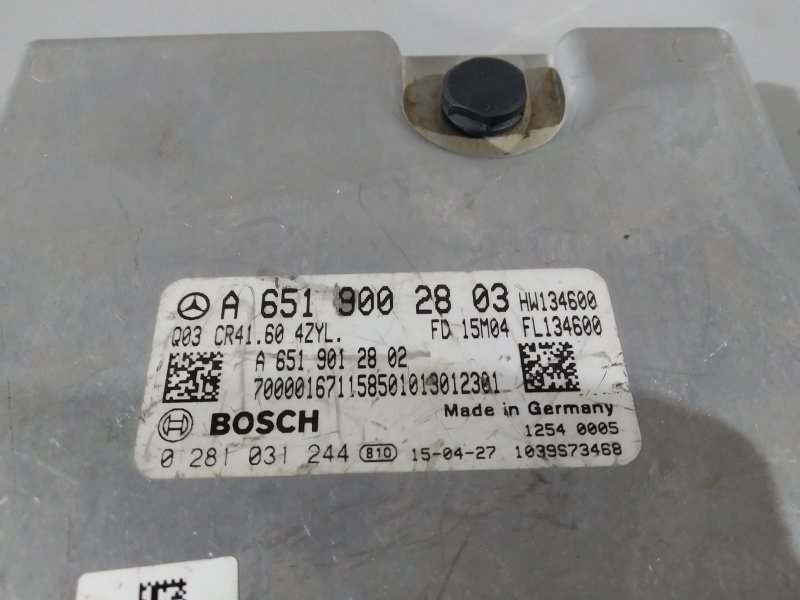 A 651 900 28 03 HW134600
Q03 CR41.60 4ZYL. FD 15M04 FL134600
A 651 901 28 02
700001671158501013012301
BOSCH Made in Germany
1254 0005
0 281 031 244 810 15-04-27 1039S73468